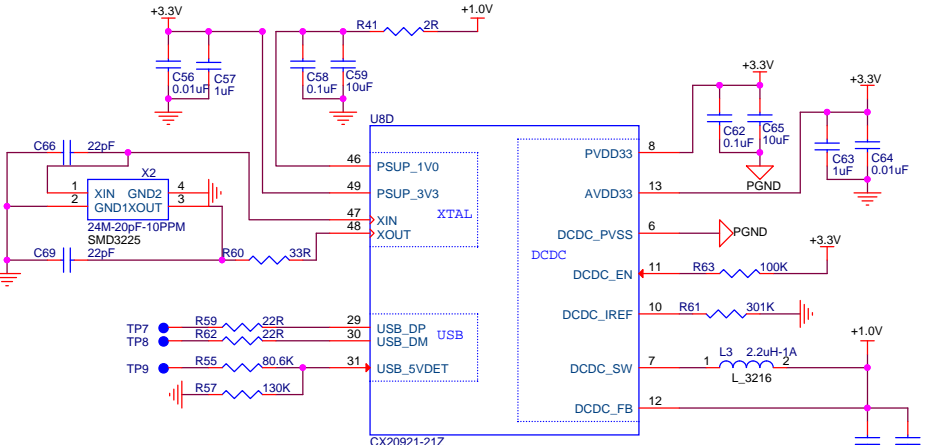 +3.3V
+1.0V
R41 2R
C56
0.01uF
C57
1uF
C58
0.1uF
C59
10uF
+3.3V
+3.3V
C62
0.1uF
C65
10uF
C63
1uF
C64
0.01uF
PGND
U8D
C66 22pF
X2
1 XIN GND2 4
2 GND1XOUT 3
24M-20pF-10PPM
SMD3225
C69 22pF
R60 33R
46 PSUP_1V0
49 PSUP_3V3
XTAL
47 XIN
48 XOUT
PVDD33 8
AVDD33 13
DCDC_PVSS 6 PGND
DCDC
+3.3V
DCDC_EN 11 R63 100K
DCDC_IREF 10 R61 301K
TP7 R59 22R 29 USB_DP
TP8 R62 22R 30 USB_DM
USB
TP9 R55 80.6K 31 USB_5VDET
R57 130K
+1.0V
DCDC_SW 7 1 L3 2.2uH-1A 2
L_3216
DCDC_FB 12
CX20921-21Z